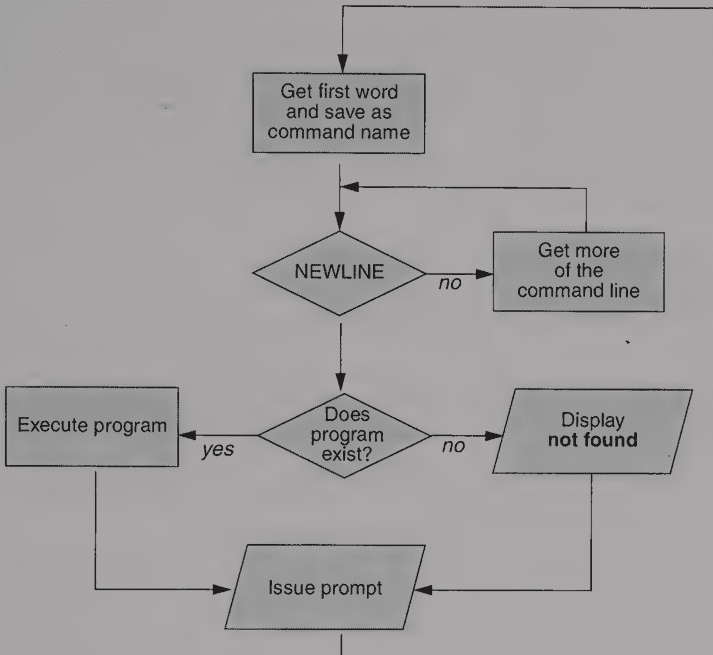 Get first word
and save as
command name
NEWLINE
no
Get more
of the
command line
Does
program
exist?
yes
no
Execute program
Display
not found
Issue prompt